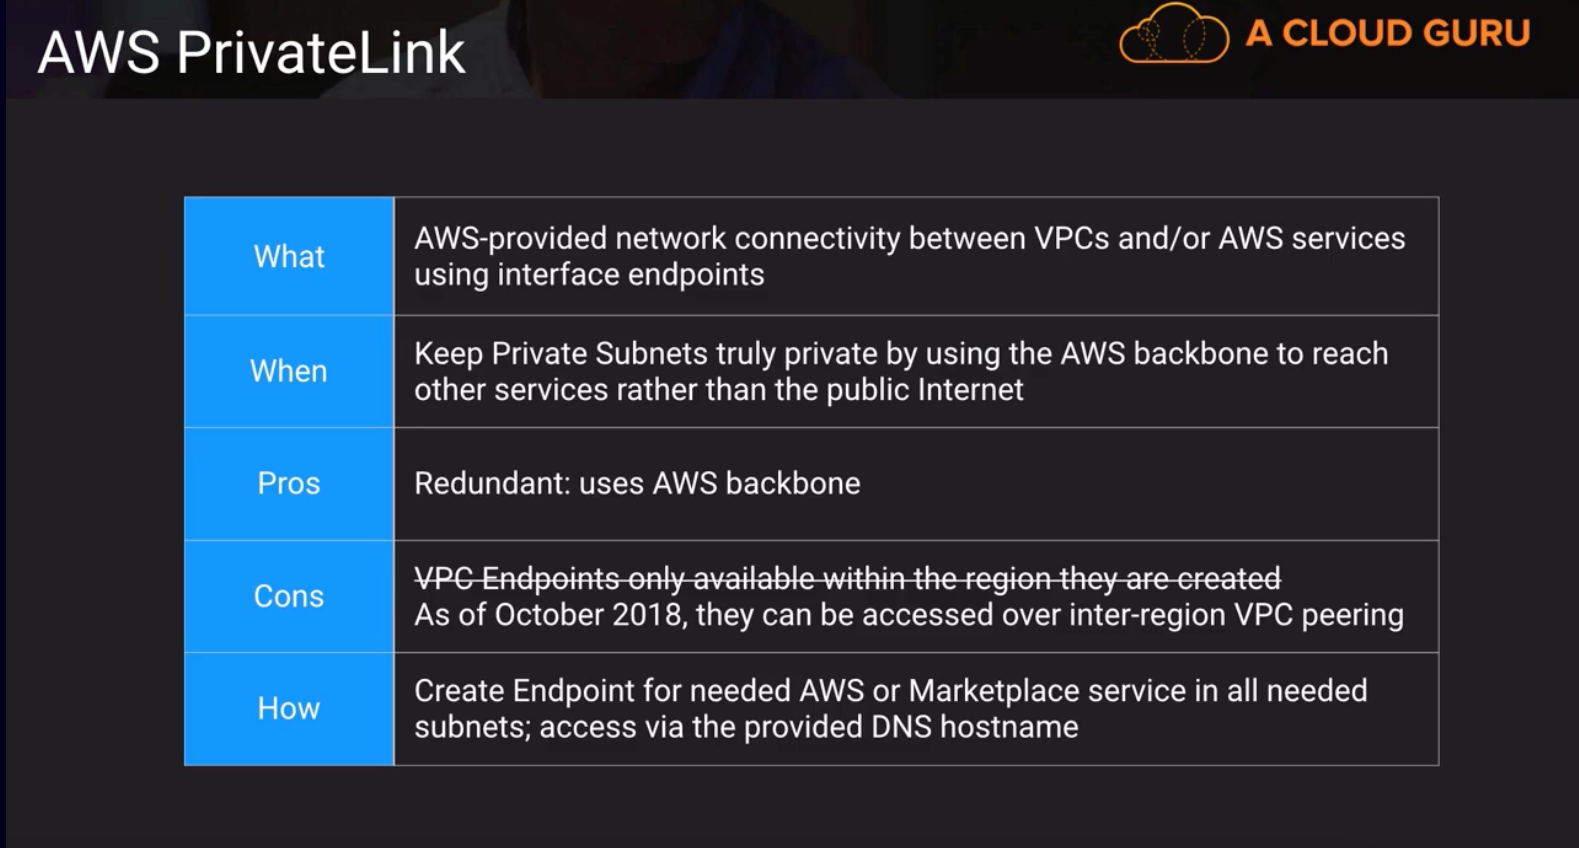 AWS PrivateLink
A CLOUD GURU
What
AWS-provided network connectivity between VPCs and/or AWS services
using interface endpoints
When
Keep Private Subnets truly private by using the AWS backbone to reach
other services rather than the public Internet
Pros
Redundant: uses AWS backbone
Cons
VPC Endpoints only available within the region they are created
As of October 2018, they can be accessed over inter-region VPC peering
How
Create Endpoint for needed AWS or Marketplace service in all needed
subnets; access via the provided DNS hostname